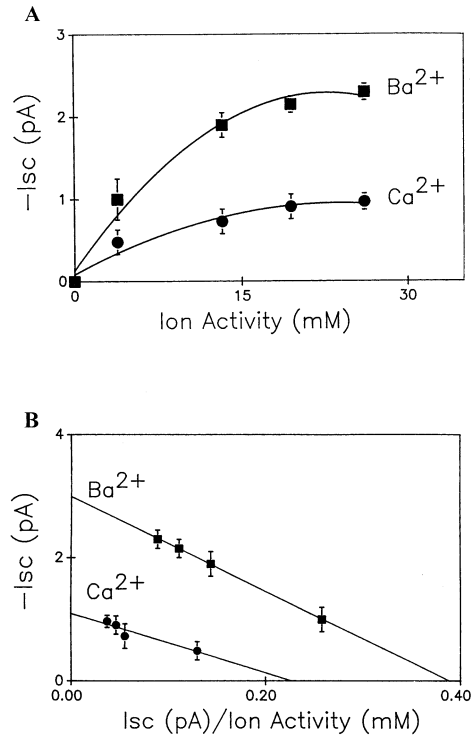 A
3
2
1
0
−Isc (pA)
Ba2+
Ca2+
0 15 30
Ion Activity (mM)
B
4
2
0
−Isc (pA)
Ba2+
Ca2+
0.00 0.20 0.40
Isc (pA)/Ion Activity (mM)